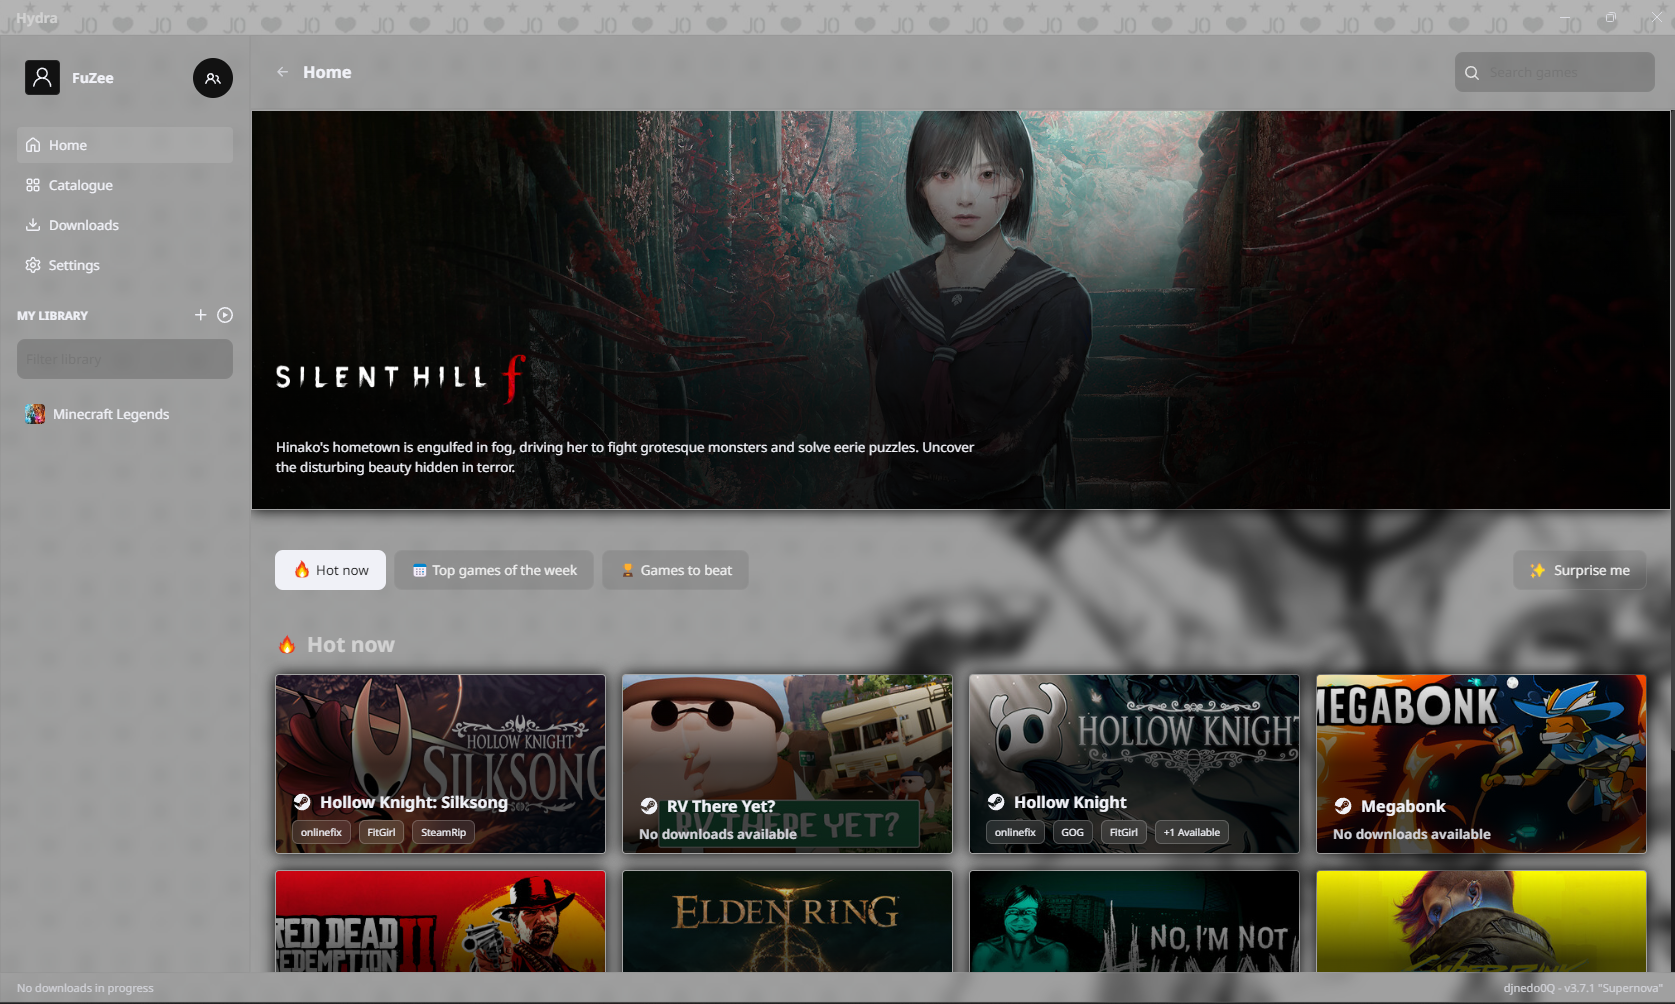 Hydra
FuZee
Home
Catalogue
Downloads
Settings
MY LIBRARY
Filter library
Minecraft Legends
Home
Search games
SILENT HILL f
Hinako's hometown is engulfed in fog, driving her to fight grotesque monsters and solve eerie puzzles. Uncover
the disturbing beauty hidden in terror.
Hot now
Top games of the week
Games to beat
Surprise me
Hot now
HOLLOW KNIGHT
SILKSONG
Hollow Knight: Silksong
onlinefix
FitGirl
SteamRip
RV THERE YET?
RV There Yet?
No downloads available
HOLLOW KNIGHT
Hollow Knight
onlinefix
GOG
FitGirl
+1 Available
MEGABONK
Megabonk
No downloads available
RED DEAD
REDEMPTION II
ELDEN RING
NO, I'M NOT
A HUMAN
CYBERPUNK
No downloads in progress
djnedo0Q - v3.7.1 "Supernova"